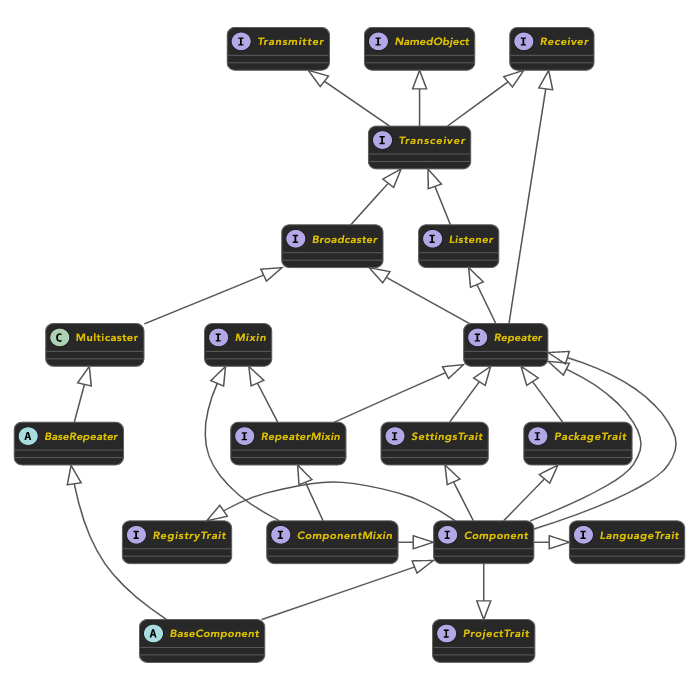 I Transmitter
I NamedObject
I Receiver
I Transceiver
I Broadcaster
I Listener
C Multicaster
I Mixin
I Repeater
A BaseRepeater
I RepeaterMixin
I SettingsTrait
I PackageTrait
I RegistryTrait
I ComponentMixin
I Component
I LanguageTrait
A BaseComponent
I ProjectTrait